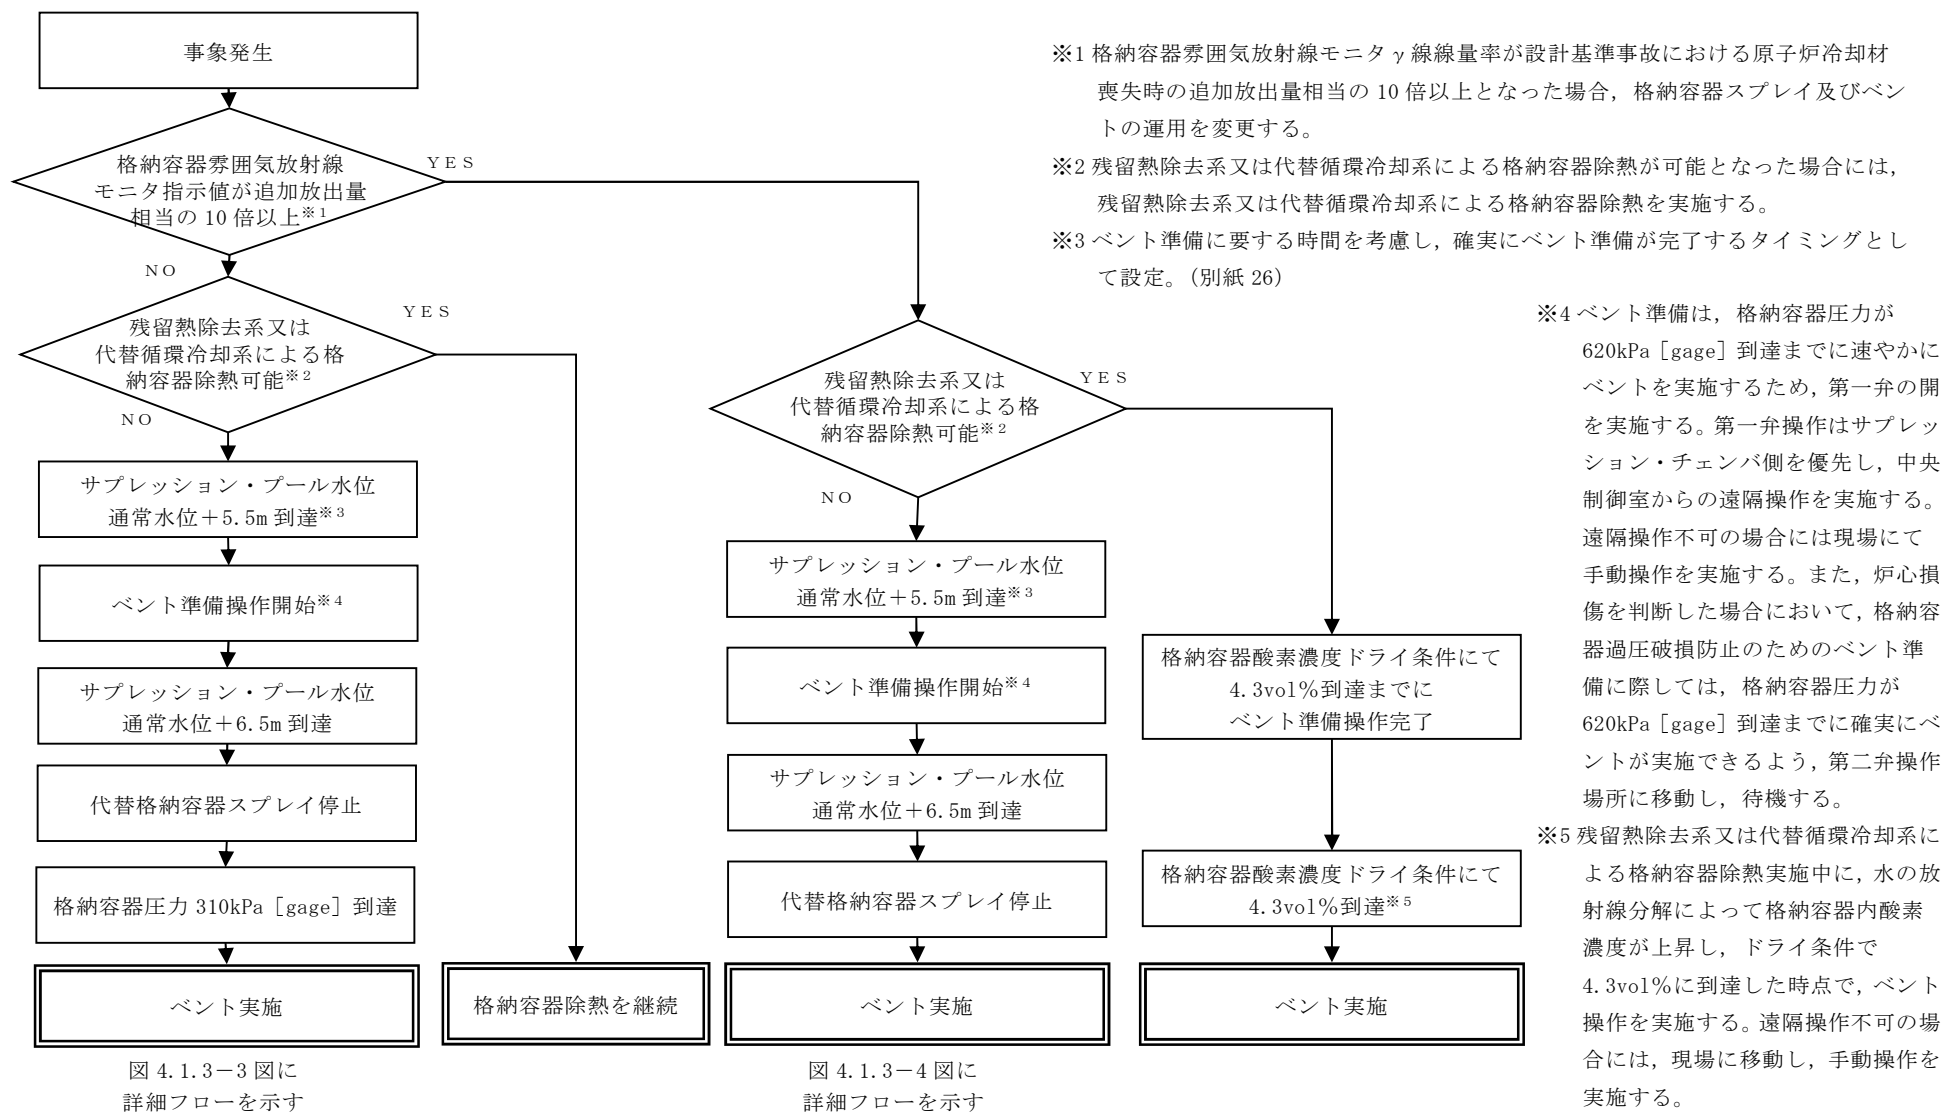 事象発生
格納容器雰囲気放射線
モニタ指示値が追加放出量
相当の 10 倍以上※1
YES
NO
残留熱除去系又は
代替循環冷却系による格
納容器除熱可能※2
YES
NO
サプレッション・プール水位
通常水位+5.5m 到達※3
ベント準備操作開始※4
サプレッション・プール水位
通常水位+6.5m 到達
代替格納容器スプレイ停止
格納容器圧力 310kPa [gage] 到達
ベント実施
図 4.1.3-3 図に
詳細フローを示す
格納容器除熱を継続
残留熱除去系又は
代替循環冷却系による格
納容器除熱可能※2
YES
NO
サプレッション・プール水位
通常水位+5.5m 到達※3
ベント準備操作開始※4
サプレッション・プール水位
通常水位+6.5m 到達
代替格納容器スプレイ停止
ベント実施
図 4.1.3-4 図に
詳細フローを示す
格納容器酸素濃度ドライ条件にて
4.3vol%到達までに
ベント準備操作完了
格納容器酸素濃度ドライ条件にて
4.3vol%到達※5
ベント実施
※1 格納容器雰囲気放射線モニタγ線線量率が設計基準事故における原子炉冷却材
喪失時の追加放出量相当の 10 倍以上となった場合,格納容器スプレイ及びベン
トの運用を変更する。
※2 残留熱除去系又は代替循環冷却系による格納容器除熱が可能となった場合には,
残留熱除去系又は代替循環冷却系による格納容器除熱を実施する。
※3 ベント準備に要する時間を考慮し,確実にベント準備が完了するタイミングとし
て設定。(別紙 26)
※4 ベント準備は,格納容器圧力が
620kPa [gage] 到達までに速やかに
ベントを実施するため,第一弁の開
を実施する。第一弁操作はサプレッ
ション・チェンバ側を優先し,中央
制御室からの遠隔操作を実施する。
遠隔操作不可の場合には現場にて
手動操作を実施する。また,炉心損
傷を判断した場合において,格納容
器過圧破損防止のためのベント準
備に際しては,格納容器圧力が
620kPa [gage] 到達までに確実にベ
ントが実施できるよう,第二弁操作
場所に移動し,待機する。
※5 残留熱除去系又は代替循環冷却系に
よる格納容器除熱実施中に,水の放
射線分解によって格納容器内酸素
濃度が上昇し,ドライ条件で
4.3vol%に到達した時点で,ベント
操作を実施する。遠隔操作不可の場
合には,現場に移動し,手動操作を
実施する。